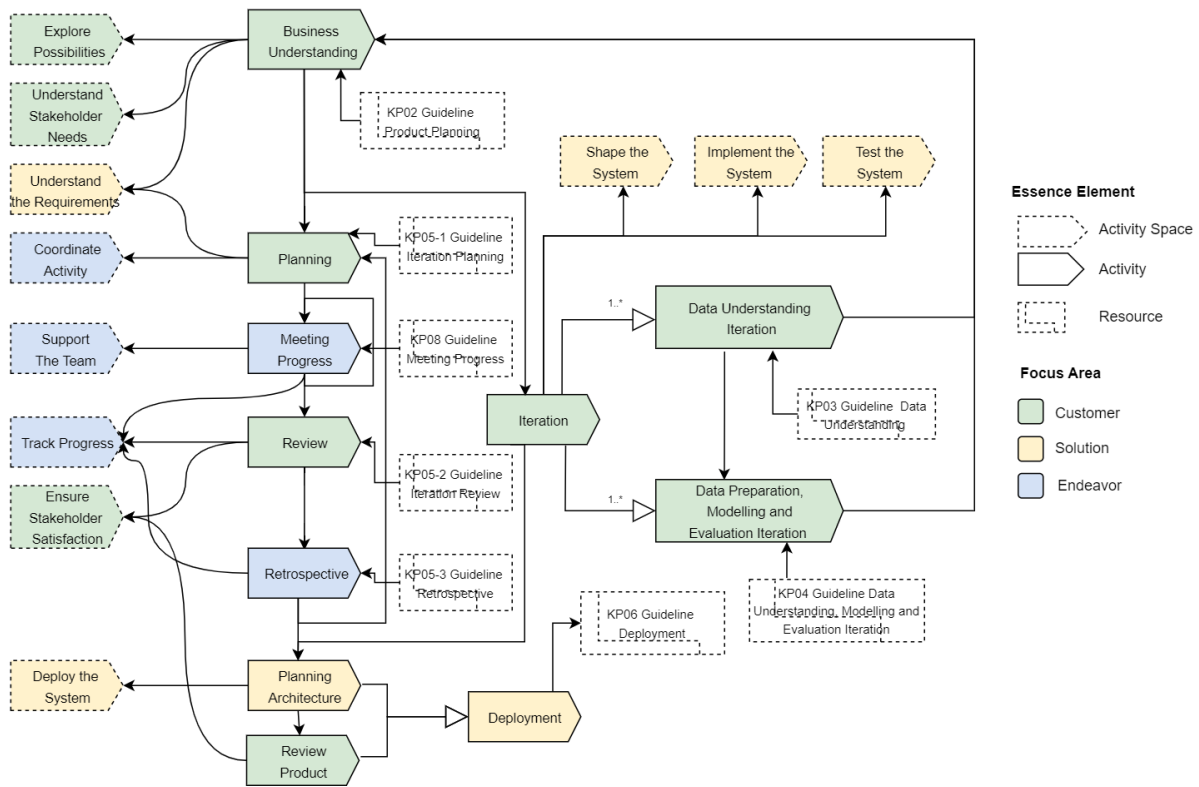 Explore
Possibilities
Business
Understanding
Understand
Stakeholder
Needs
KP02 Guideline
Product Planning
Understand
the Requirements
Shape the
System
Implement the
System
Test the
System
Essence Element
Activity Space
Activity
Resource
Coordinate
Activity
Planning
KP05-1 Guideline
Iteration Planning
1..*
Data Understanding
Iteration
Support
The Team
Meeting
Progress
KP08 Guideline
Meeting Progress
Focus Area
Customer
Solution
Endeavor
Track Progress
Review
Iteration
KP03 Guideline Data
Understanding
KP05-2 Guideline
Iteration Review
Ensure
Stakeholder
Satisfaction
1..*
Data Preparation,
Modelling and
Evaluation Iteration
Retrospective
KP05-3 Guideline
Retrospective
KP04 Guideline Data
Understanding, Modelling and
Evaluation Iteration
KP06 Guideline
Deployment
Deploy the
System
Planning
Architecture
Deployment
Review
Product